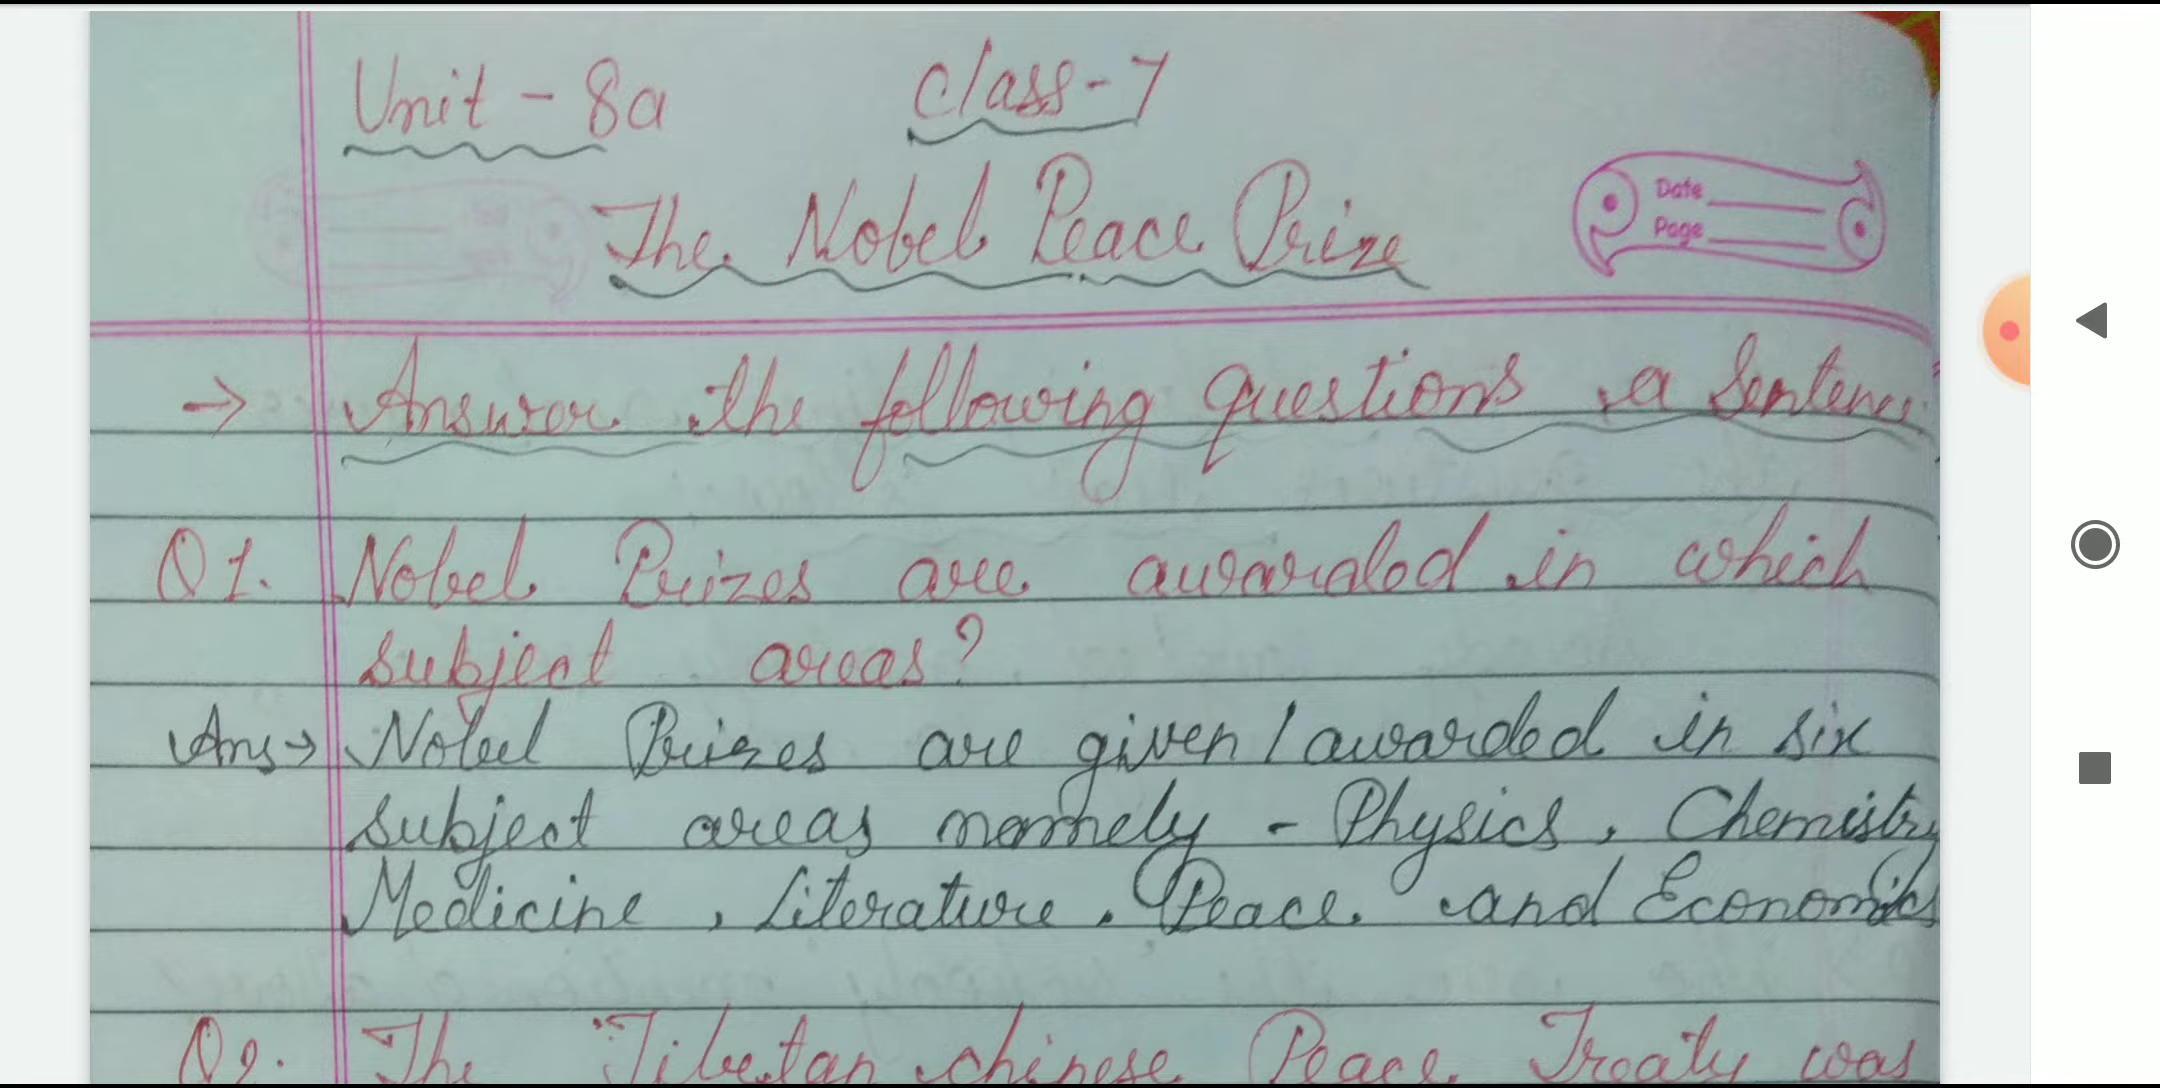 Unit - 8a Class-7
The Nobel Peace Prize
Date
Page
→ Answer the following questions a Sentence.
Q1. Nobel Prizes are awarded in which
subject areas?
Ans→ Nobel Prizes are given / awarded in six
subject areas namely - Physics, Chemistry
Medicine, Literature, Peace and Economics
Q2. The Tibetan chinese Peace Treaty was